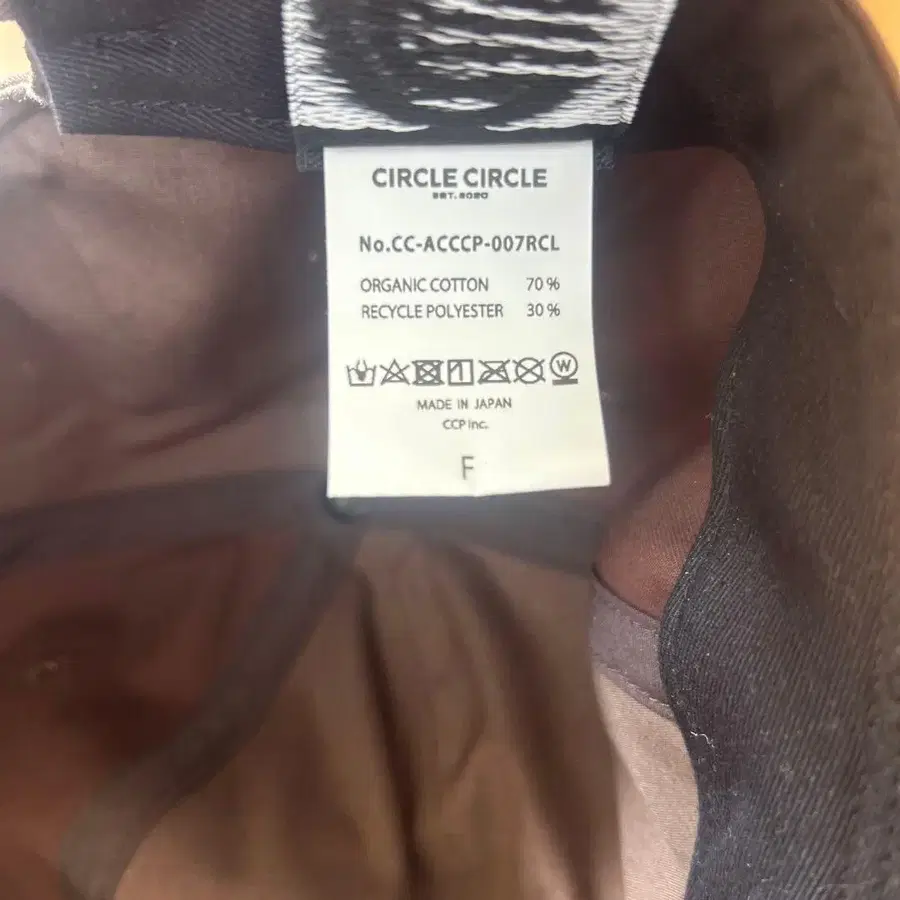 CIRCLE CIRCLE
EST.2020
No.CC-ACCCP-007RCL
ORGANIC COTTON 70 %
RECYCLE POLYESTER 30 %
W
MADE IN JAPAN
CCP Inc.
F